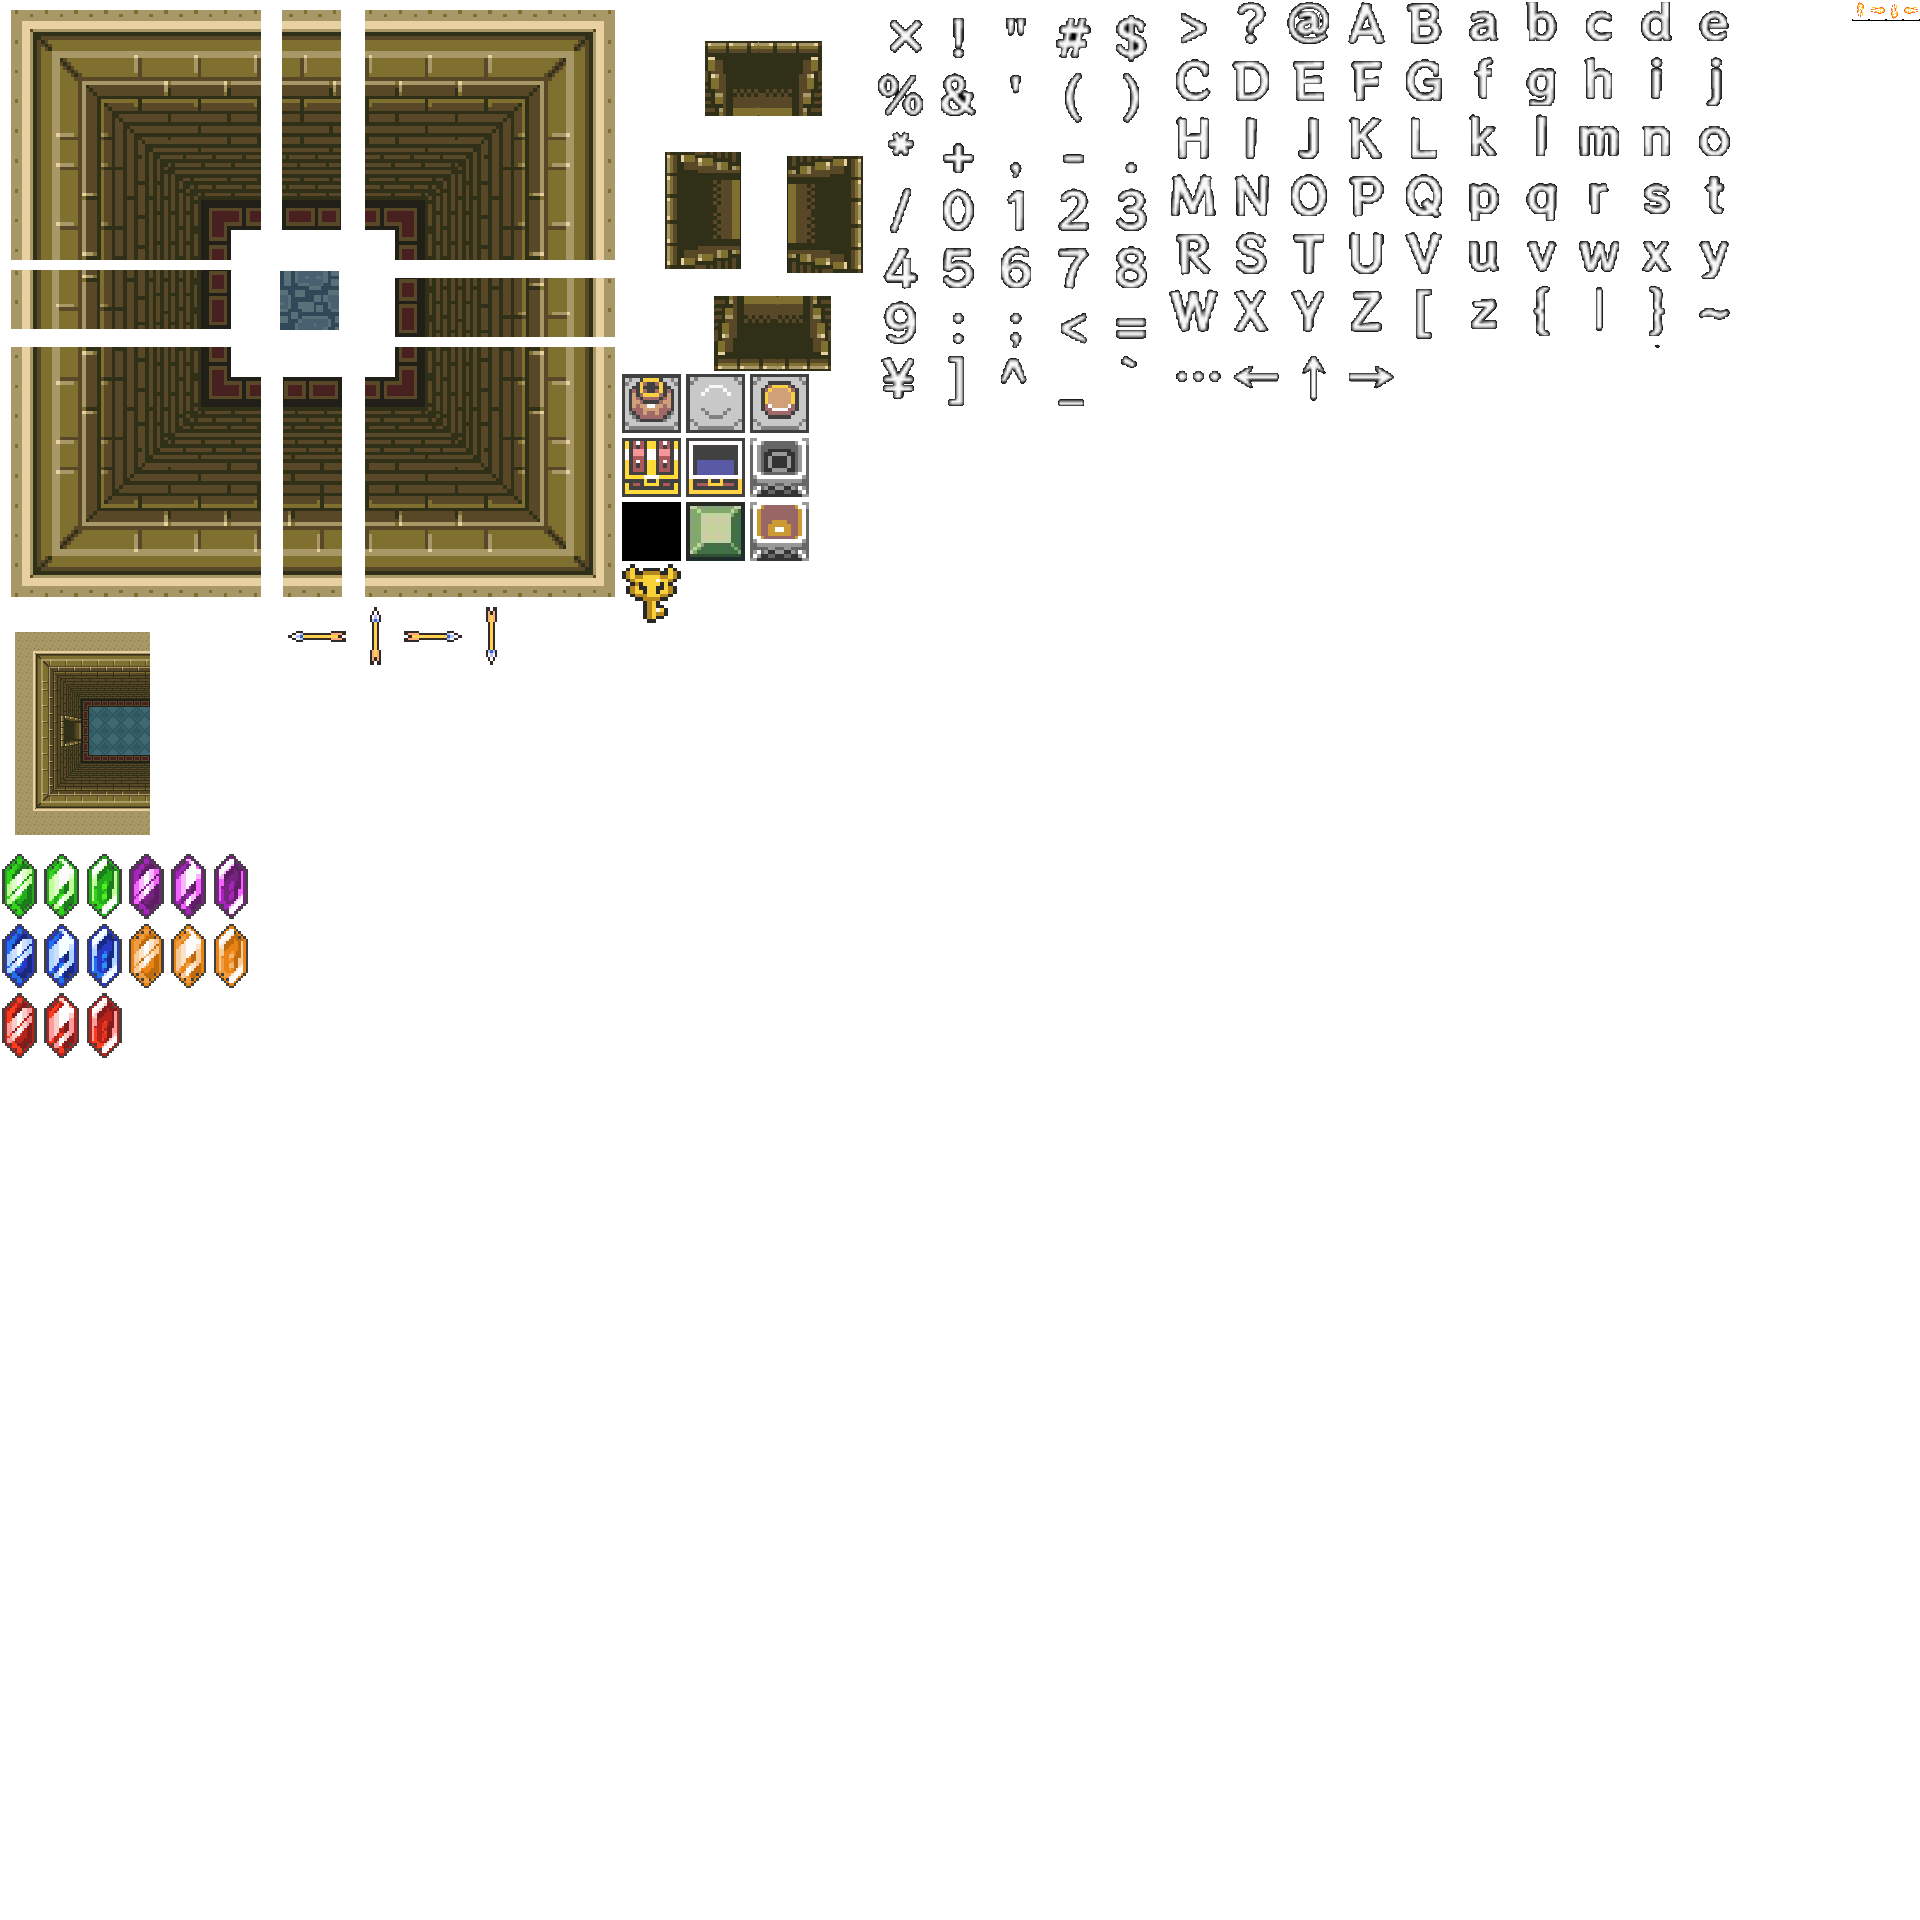 × ! " # $
% & ' ( )
* + , - .
/ 0 1 2 3
4 5 6 7 8
9 : ; < =
¥ ] ^ _ `
> ? @ A B a b c d e
C D E F G f g h i j
H I J K L k l m n o
M N O P Q p q r s t
R S T U V u v w x y
W X Y Z [ z { | } ~
… ← ↑ →